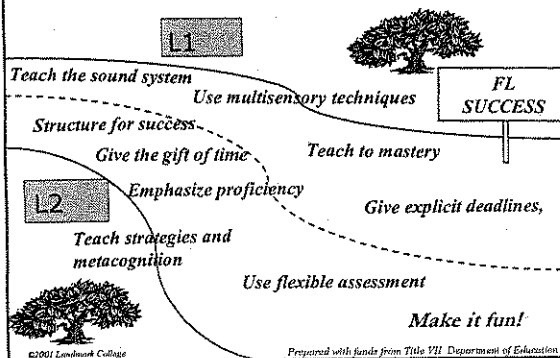 L1
Teach the sound system
Use multisensory techniques
FL
SUCCESS
Structure for success
Give the gift of time
Teach to mastery
Emphasize proficiency
L2
Give explicit deadlines,
Teach strategies and
metacognition
Use flexible assessment
Make it fun!
©2001 Landmark College
Prepared with funds from Title VII Department of Education